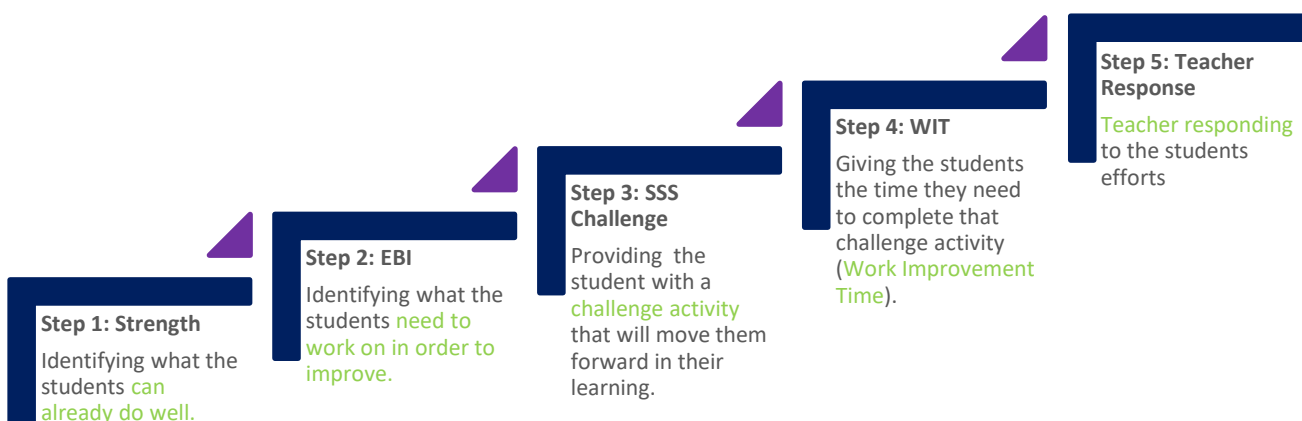 Step 1: Strength
Identifying what the
students can
already do well.
Step 2: EBI
Identifying what the
students need to
work on in order to
improve.
Step 3: SSS
Challenge
Providing the
student with a
challenge activity
that will move them
forward in their
learning.
Step 4: WIT
Giving the students
the time they need
to complete that
challenge activity
(Work Improvement
Time).
Step 5: Teacher
Response
Teacher responding
to the students
efforts